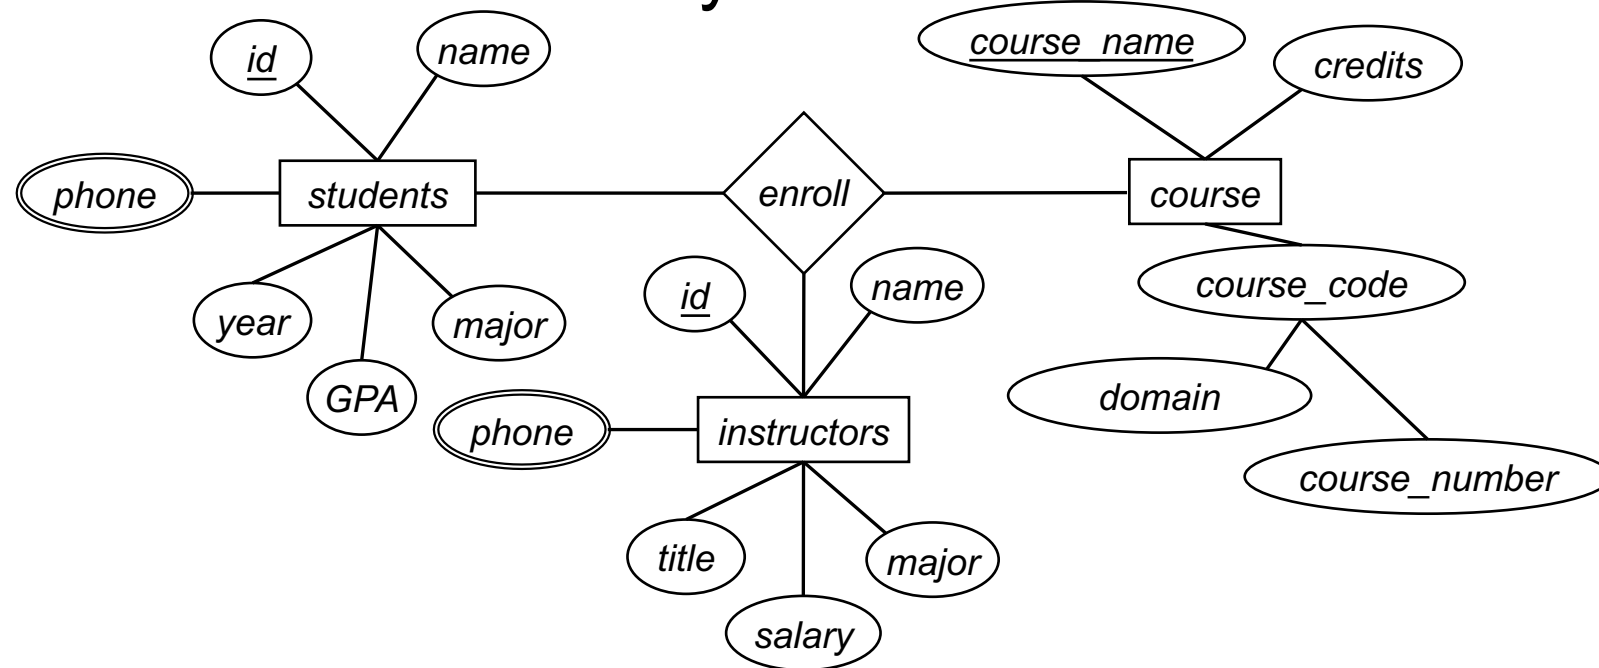 id
name
course_name
credits
phone
students
enroll
course
year
GPA
major
id
name
course_code
phone
instructors
domain
course_number
title
salary
major